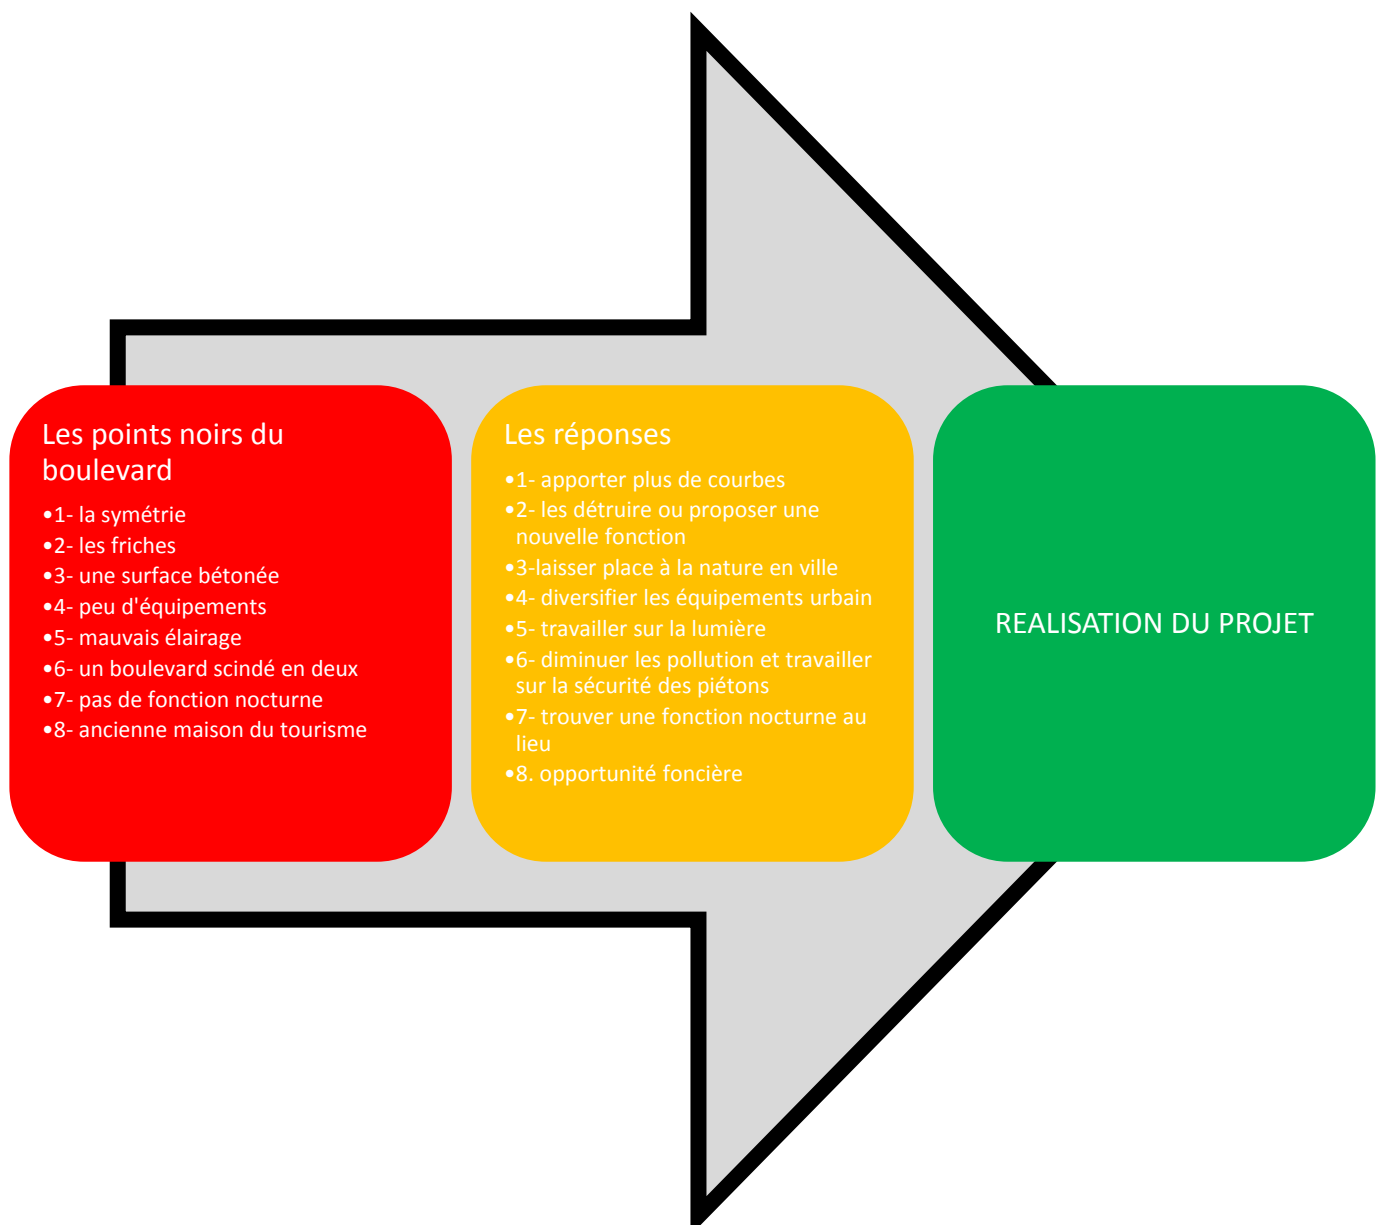 Les points noirs du
boulevard
•1- la symétrie
•2- les friches
•3- une surface bétonée
•4- peu d'équipements
•5- mauvais élairage
•6- un boulevard scindé en deux
•7- pas de fonction nocturne
•8- ancienne maison du tourisme
Les réponses
•1- apporter plus de courbes
•2- les détruire ou proposer une
nouvelle fonction
•3-laisser place à la nature en ville
•4- diversifier les équipements urbain
•5- travailler sur la lumière
•6- diminuer les pollution et travailler
sur la sécurité des piétons
•7- trouver une fonction nocturne au
lieu
•8. opportunité foncière
REALISATION DU PROJET